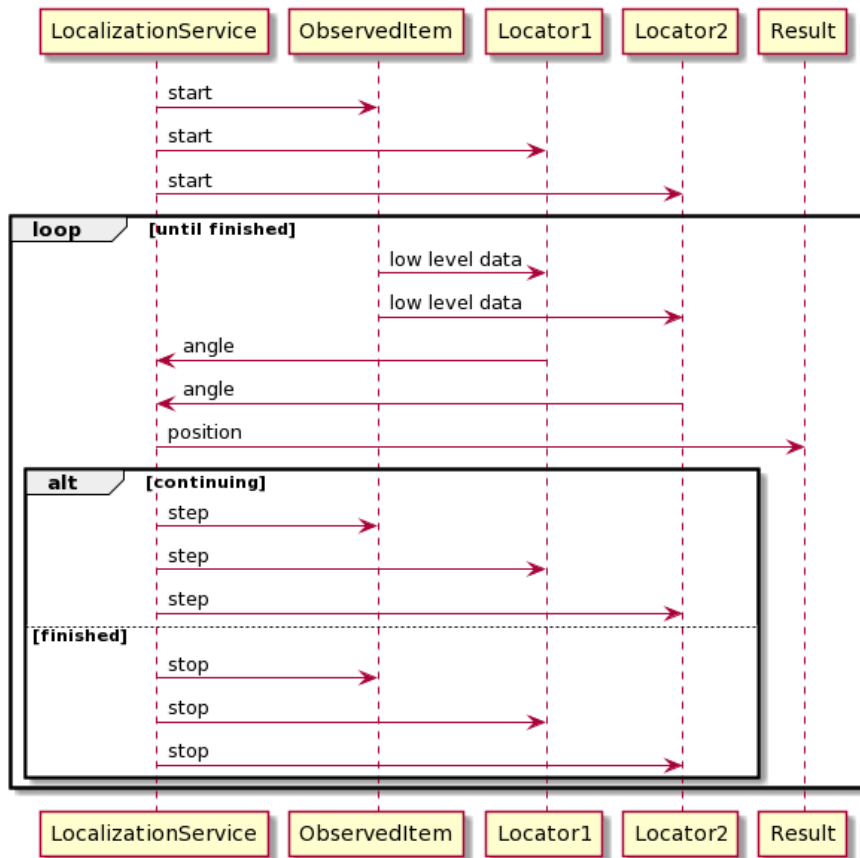 LocalizationService ObservedItem Locator1 Locator2 Result
start
start
start
loop [until finished]
low level data
low level data
angle
angle
position
alt [continuing]
step
step
step
[finished]
stop
stop
stop
LocalizationService ObservedItem Locator1 Locator2 Result